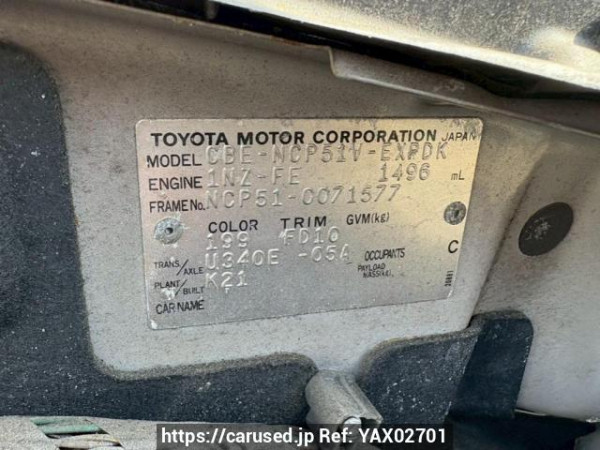 TOYOTA MOTOR CORPORATION JAPAN
MODEL CBE-NCP51V-EXPDK
ENGINE 1NZ-FE 1496 mL
FRAME No. NCP51-0071577
COLOR TRIM GVM(kg)
199 FD10
TRANS/AXLE U340E -05A OCCUPANTS C
PLANT/BUILT K21 PAYLOAD
CAR NAME
https://carused.jp Ref: YAX02701